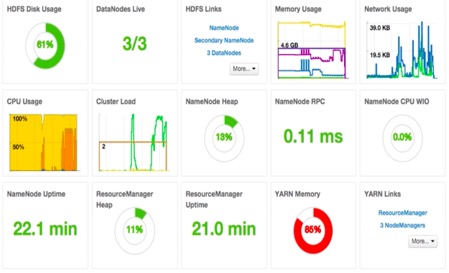 HDFS Disk Usage
61%
DataNodes Live
3/3
HDFS Links
NameNode
Secondary NameNode
3 DataNodes
More...
Memory Usage
4.6 GB
Network Usage
39.0 KB
19.5 KB
CPU Usage
100%
50%
Cluster Load
2
NameNode Heap
13%
NameNode RPC
0.11 ms
NameNode CPU WIO
0.0%
NameNode Uptime
22.1 min
ResourceManager
Heap
11%
ResourceManager
Uptime
21.0 min
YARN Memory
85%
YARN Links
ResourceManager
3 NodeManagers
More...